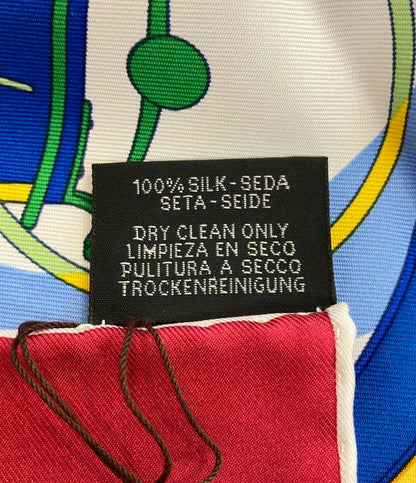 100% SILK-SEDA
SETA-SEIDE
DRY CLEAN ONLY
LIMPIEZA EN SECO
PULITURA A SECCO
TROCKENREINIGUNG